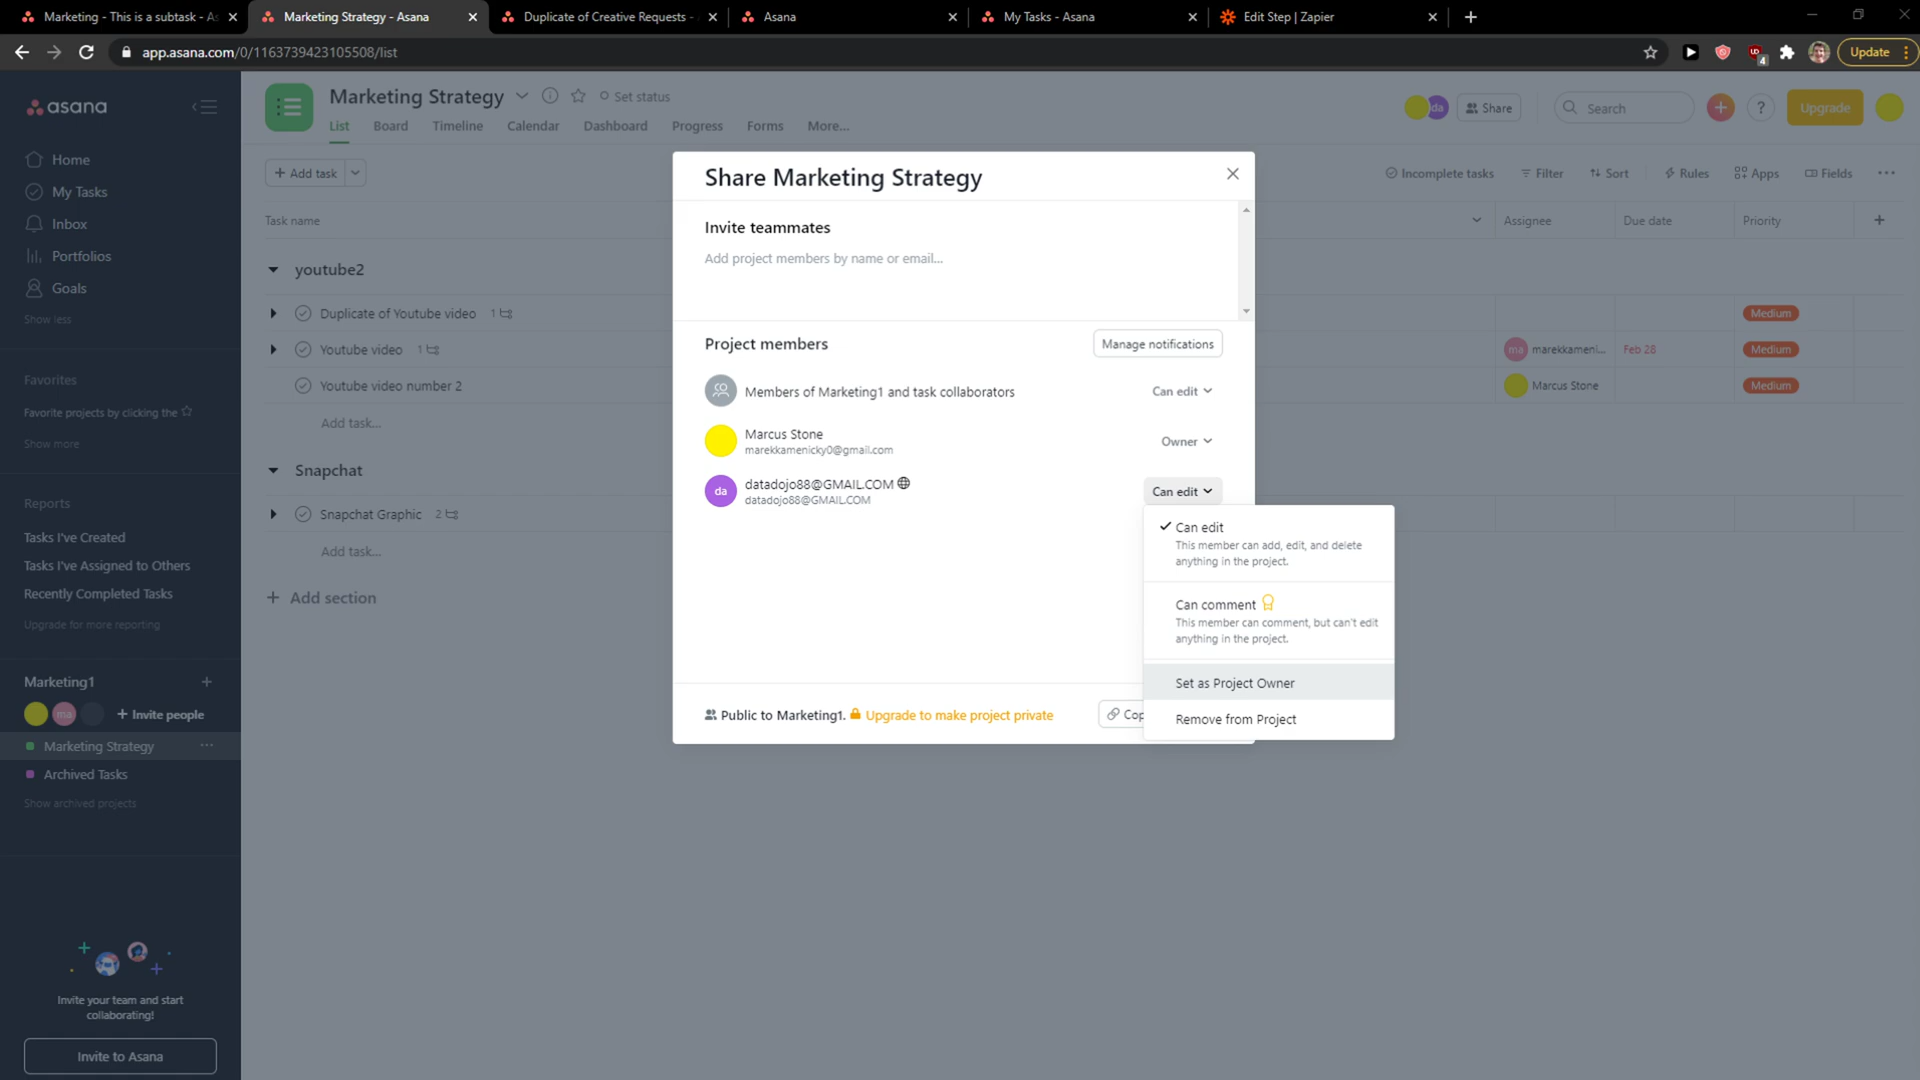 Marketing - This is a subtask - As
Marketing Strategy - Asana
Duplicate of Creative Requests -
Asana
My Tasks - Asana
Edit Step | Zapier
app.asana.com/0/1163739423105508/list
4
Update
asana
Home
My Tasks
Inbox
Portfolios
Goals
Show less
Favorites
Favorite projects by clicking the
Show more
Reports
Tasks I've Created
Tasks I've Assigned to Others
Recently Completed Tasks
Upgrade for more reporting
Marketing1
ma
Invite people
Marketing Strategy
Archived Tasks
Show archived projects
Invite your team and start
collaborating!
Invite to Asana
Marketing Strategy
Set status
List
Board
Timeline
Calendar
Dashboard
Progress
Forms
More...
da
Share
Search
?
Upgrade
Add task
Incomplete tasks
Filter
Sort
Rules
Apps
Fields
Task name
Assignee
Due date
Priority
youtube2
Duplicate of Youtube video 1
Medium
Youtube video 1
ma marekkameni...
Feb 28
Medium
Youtube video number 2
Marcus Stone
Medium
Add task...
Snapchat
Snapchat Graphic 2
Add task...
Add section
Share Marketing Strategy
Invite teammates
Add project members by name or email...
Project members
Manage notifications
Members of Marketing1 and task collaborators
Can edit
Marcus Stone
marekkamenicky0@gmail.com
Owner
da
datadojo88@GMAIL.COM
datadojo88@GMAIL.COM
Can edit
Can edit
This member can add, edit, and delete
anything in the project.
Can comment
This member can comment, but can't edit
anything in the project.
Set as Project Owner
Remove from Project
Public to Marketing1.
Upgrade to make project private
Cop